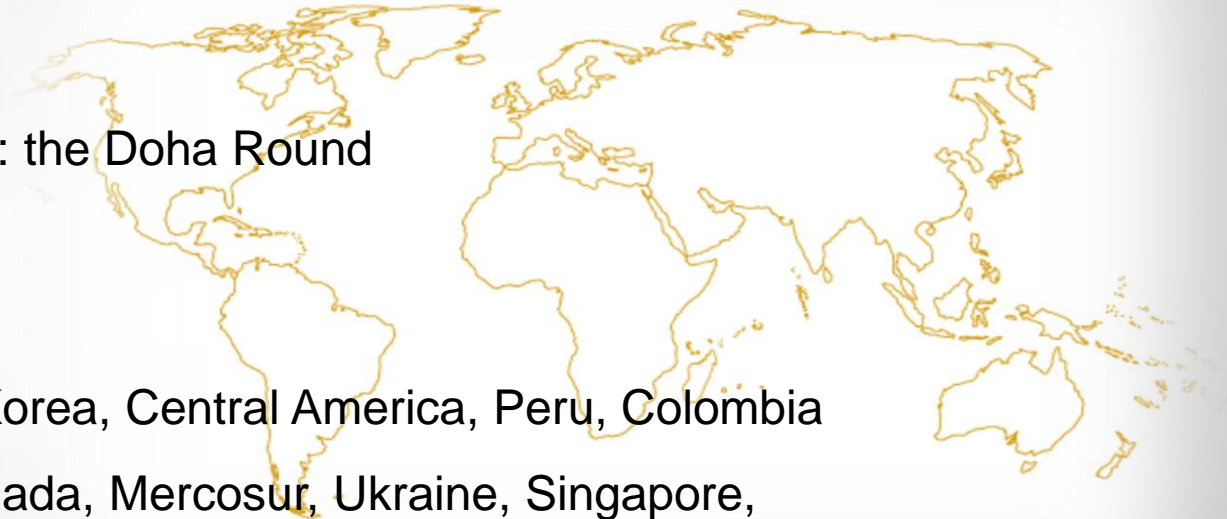 : the Doha Round
orea, Central America, Peru, Colombia
ada, Mercosur, Ukraine, Singapore,